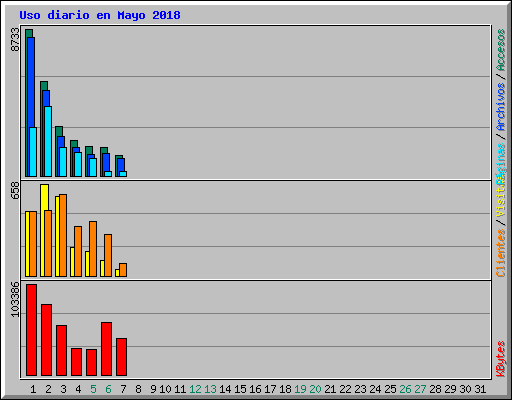 Uso diario en Mayo 2018
8733
658
103386
Accesos / Archivos / Páginas
Visitas / Clientes
KBytes
1 2 3 4 5 6 7 8 9 10 11 12 13 14 15 16 17 18 19 20 21 22 23 24 25 26 27 28 29 30 31